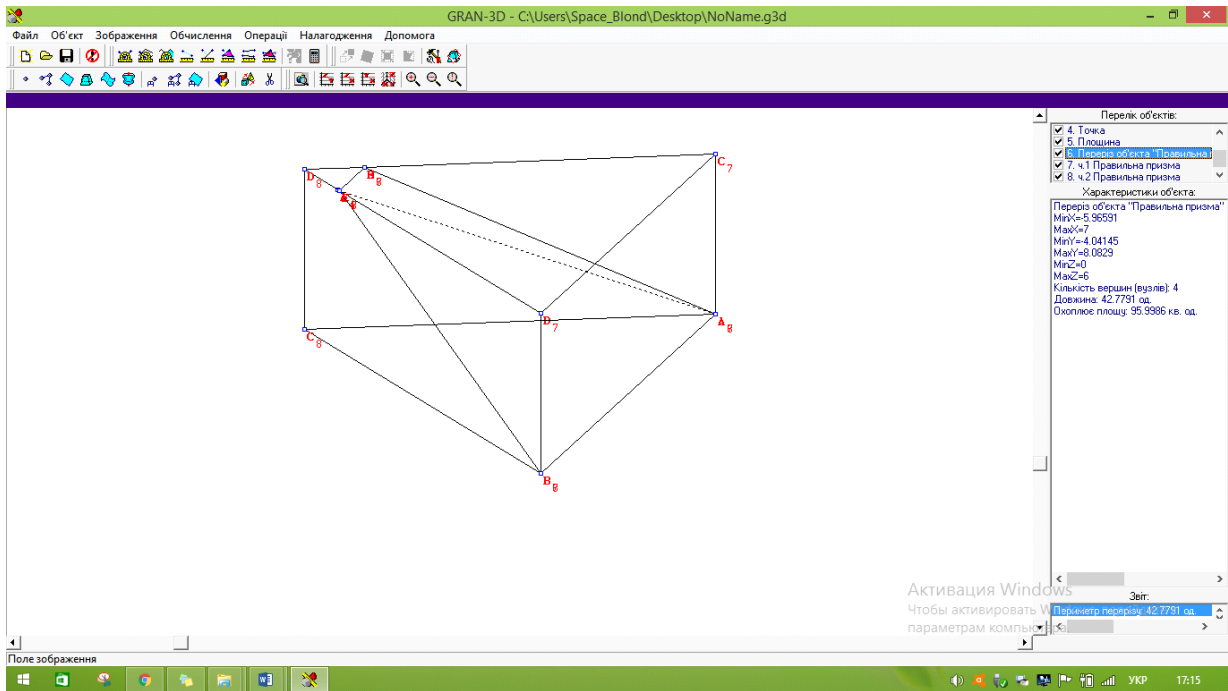 GRAN-3D - C:\Users\Space_Blond\Desktop\NoName.g3d
Файл Об'єкт Зображення Обчислення Операції Налагодження Допомога
Перелік об'єктів:
4. Точка
5. Площина
6. Переріз об'єкта "Правильна п
7. ч.1 Правильна призма
8. ч.2 Правильна призма
Характеристики об'єкта:
Переріз об'єкта "Правильна призма"
MinX=-5.96591
MaxX=7
MinY=-4.04145
MaxY=8.0829
MinZ=0
MaxZ=6
Кількість вершин (вузлів): 4
Довжина: 42.7791 од.
Охоплює площу: 95.9986 кв. од.
D8
B
C7
A
D7
A
C8
B
Активация Windows
Чтобы активировать
параметрам
Звіт:
Периметр перерізу: 42.7791 од.
Поле зображення
УКР
17:15